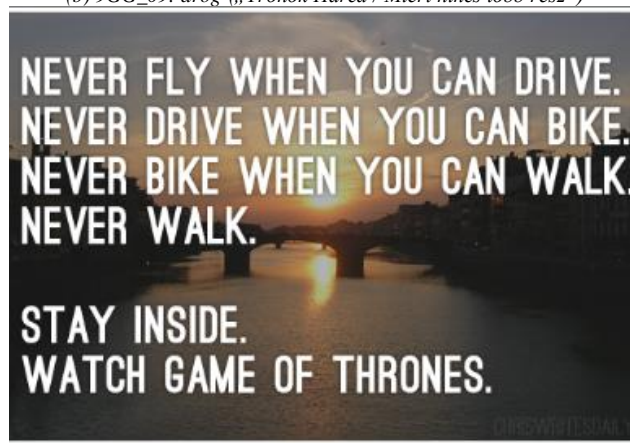 NEVER FLY WHEN YOU CAN DRIVE.
NEVER DRIVE WHEN YOU CAN BIKE.
NEVER BIKE WHEN YOU CAN WALK.
NEVER WALK.
STAY INSIDE.
WATCH GAME OF THRONES.